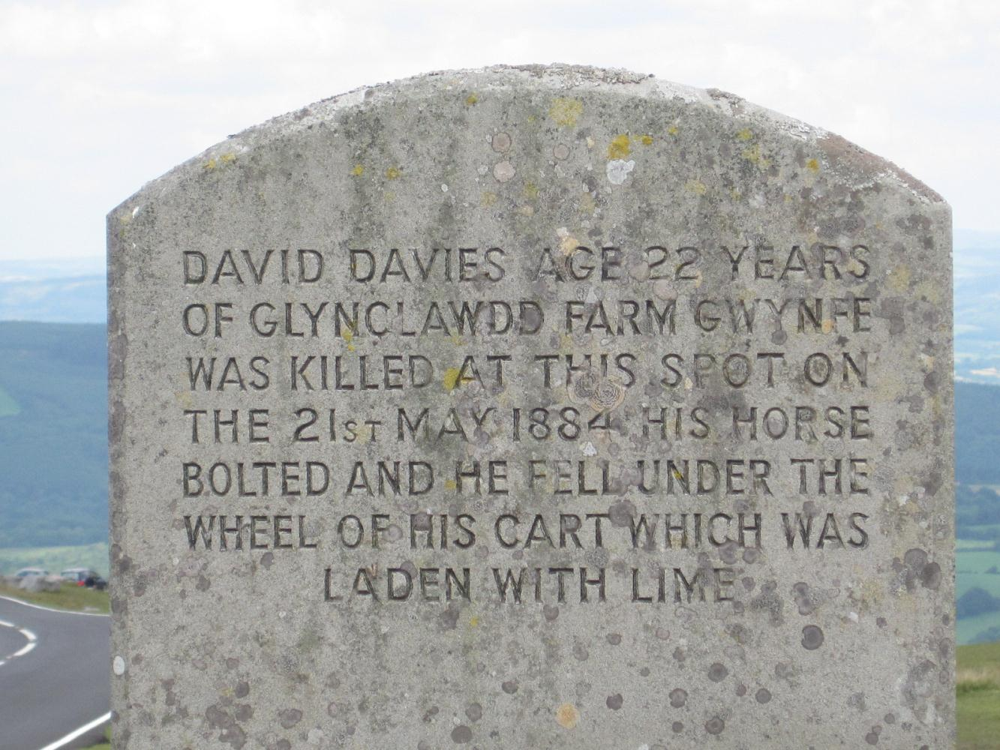 DAVID DAVIES AGE 22 YEARS
OF GLYNCLAWDD FARM GWYNFE
WAS KILLED AT THIS SPOT ON
THE 21ST MAY 1884 HIS HORSE
BOLTED AND HE FELL UNDER THE
WHEEL OF HIS CART WHICH WAS
LADEN WITH LIME